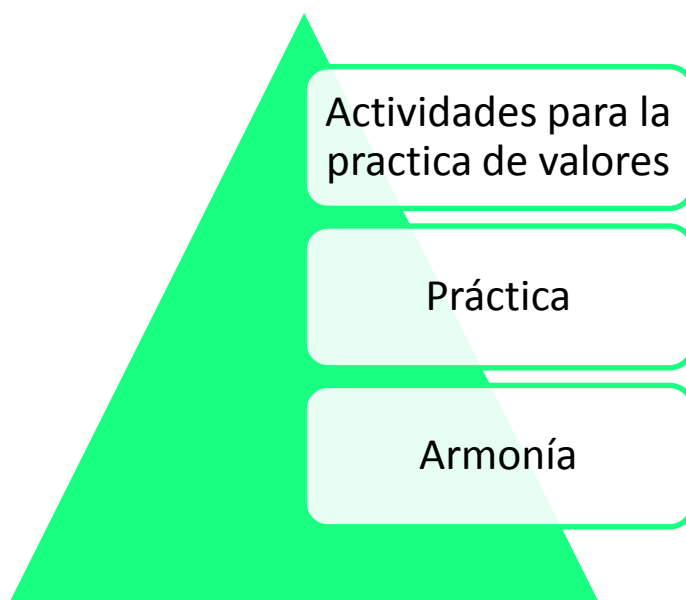 Actividades para la
practica de valores
Práctica
Armonía